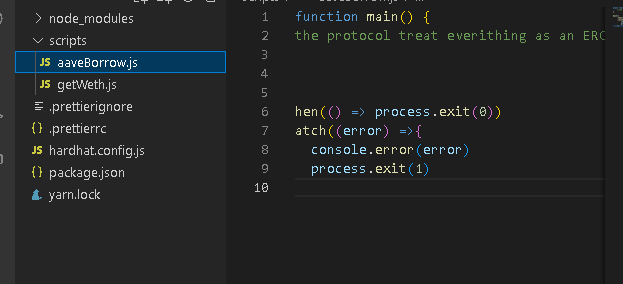 node_modules
scripts
JS aaveBorrow.js
JS getWeth.js
.prettierignore
{} .prettierrc
hardhat.config.js
{} package.json
yarn.lock
1 function main() {
2 the protocol treat everithing as an ERC
3
4
5
6 hen(() => process.exit(0))
7 atch((error) =>{
8 console.error(error)
9 process.exit(1)
10